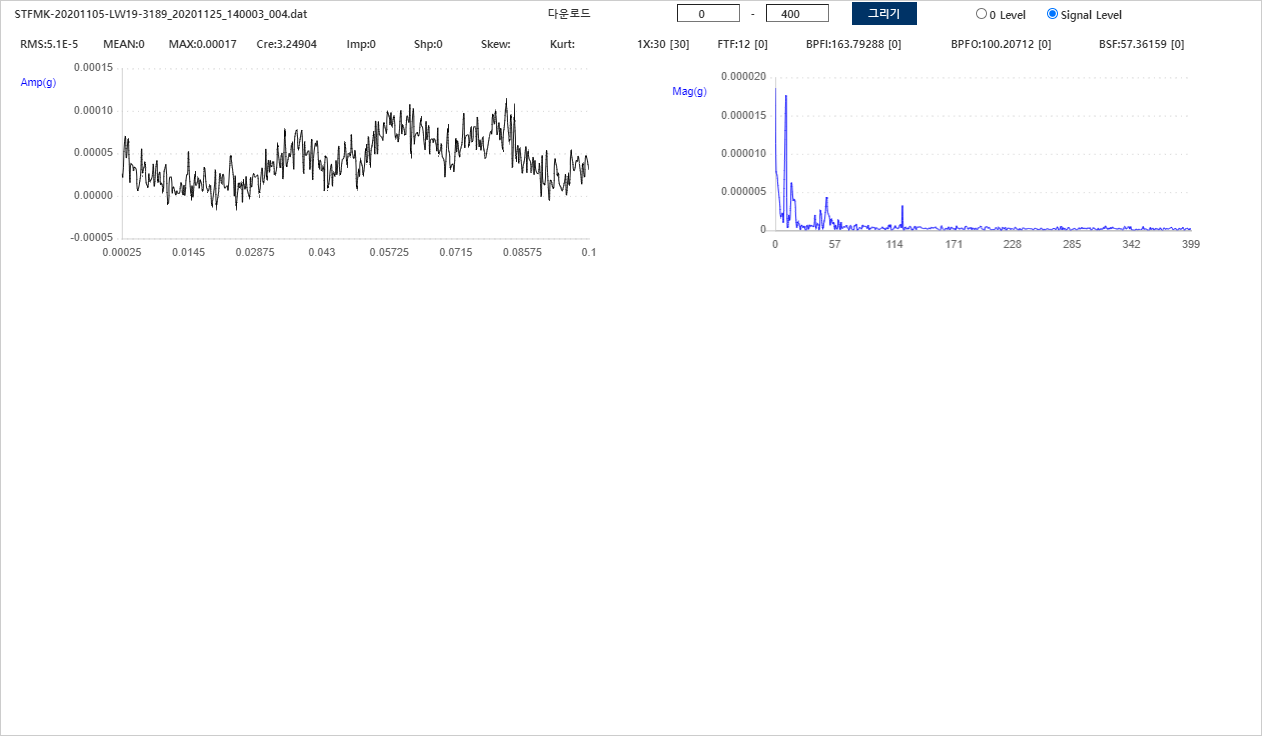 STFMK-20201105-LW19-3189_20201125_140003_004.dat 다운로드 0 - 400 그리기 0 Level Signal Level
RMS:5.1E-5 MEAN:0 MAX:0.00017 Cre:3.24904 Imp:0 Shp:0 Skew: Kurt: 1X:30 [30] FTF:12 [0] BPFI:163.79288 [0] BPFO:100.20712 [0] BSF:57.36159 [0]
Amp(g)
0.00015
0.00010
0.00005
0.00000
-0.00005
0.00025 0.0145 0.02875 0.043 0.05725 0.0715 0.08575 0.1
Mag(g)
0.000020
0.000015
0.000010
0.000005
0
0 57 114 171 228 285 342 399